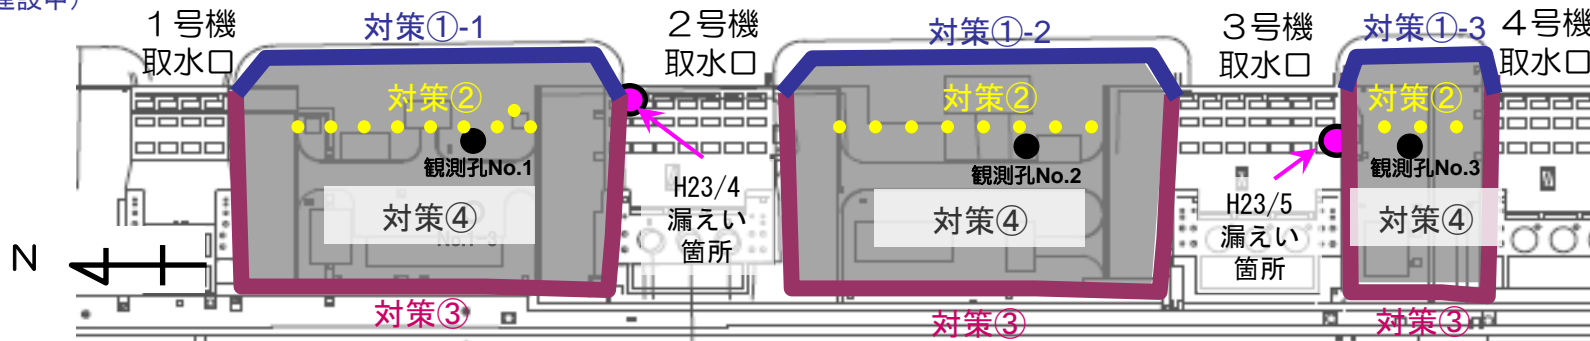 建設中）
１号機
取水口
対策①-1
２号機
取水口
対策①-2
３号機
取水口
対策①-3
４号機
取水口
対策②
対策②
対策②
観測孔No.1
観測孔No.2
観測孔No.3
H23/4
漏えい
箇所
H23/5
漏えい
箇所
対策④
対策④
対策④
N
対策③
対策③
対策③